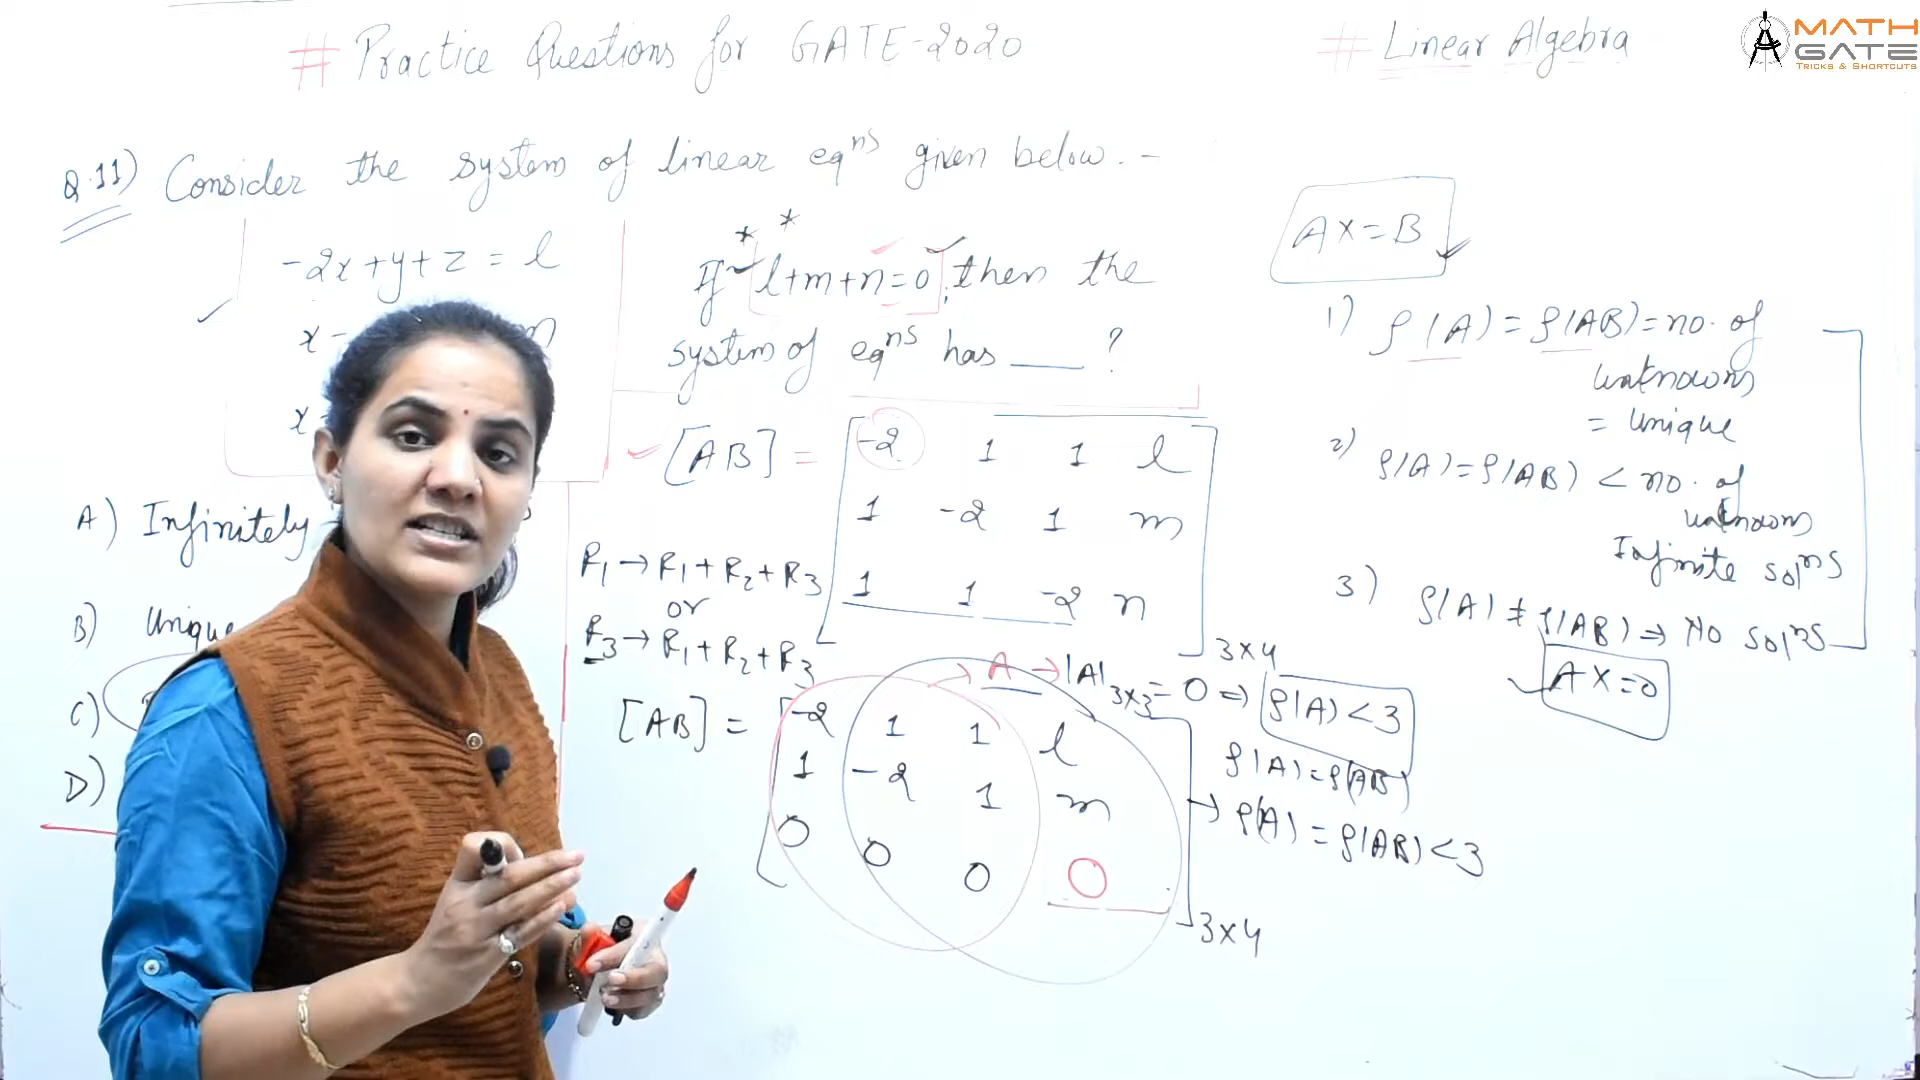 # Practice Questions for GATE-2020
# Linear Algebra
MATH
GATE
TRICKS & SHORTCUTS
Q.11) Consider the system of linear eqns given below. -
-2x+y+z = l
x-
m
x-
If l+m+n=0, then the
system of eqns has ___ ?
A) Infinitely
B) Unique
C)
D)
[AB] = [-2 1 1 l
1 -2 1 m
1 1 -2 n] 3x4
R1 → R1 + R2 + R3
or
R3 → R1 + R2 + R3
→ A → |A|3x3 = 0 ⇒ ρ(A) < 3
[AB] = [-2 1 1 l
1 -2 1 m
0 0 0 0] 3x4
ρ(A) = ρ(AB)
→ ρ(A) = ρ(AB) < 3
AX = B
1) ρ(A) = ρ(AB) = no. of
unknowns
= Unique
2) ρ(A) = ρ(AB) < no. of
unknowns
Infinite solns
3) ρ(A) ≠ ρ(AB) ⇒ No solns
AX = 0